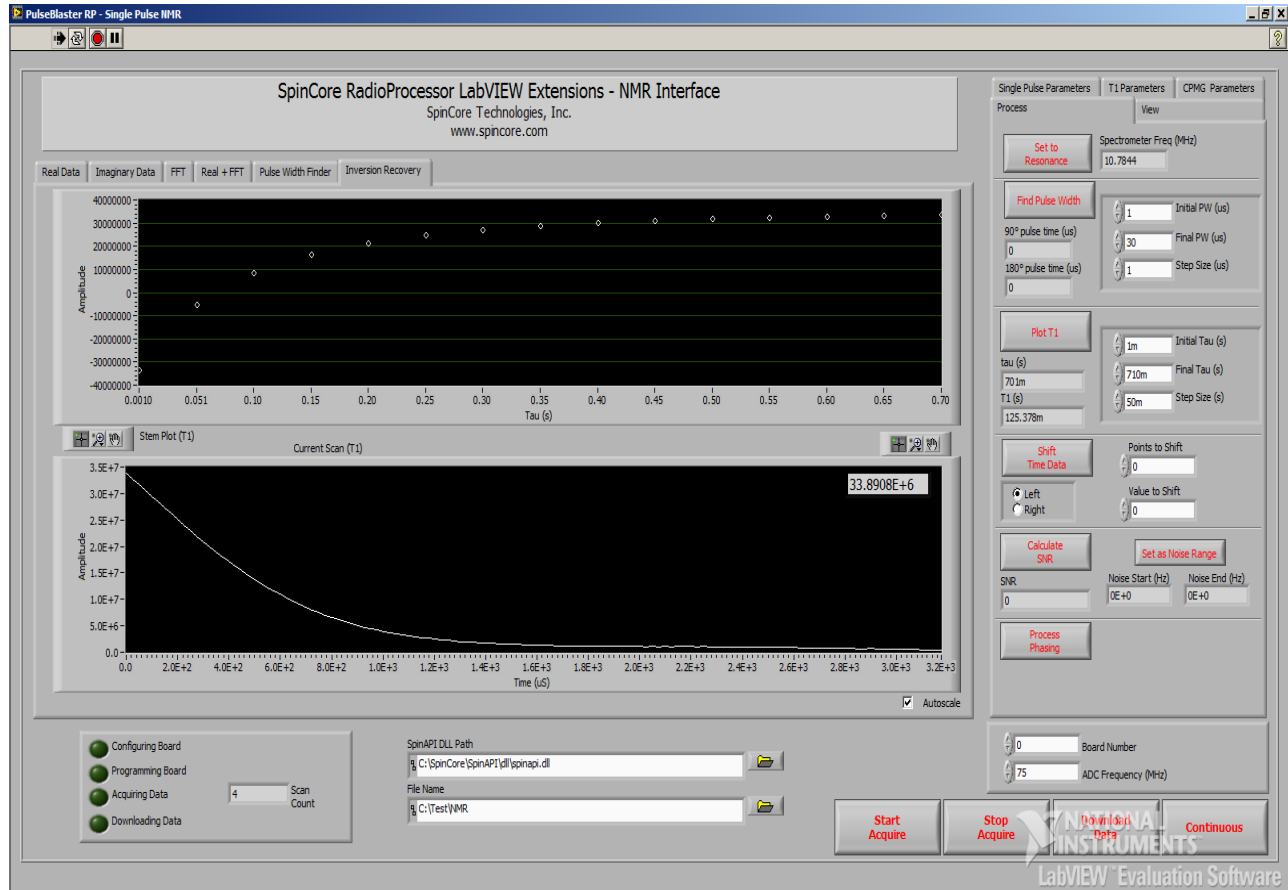 PulseBlaster RP - Single Pulse NMR
SpinCore RadioProcessor LabVIEW Extensions - NMR Interface
SpinCore Technologies, Inc.
www.spincore.com
Real Data
Imaginary Data
FFT
Real + FFT
Pulse Width Finder
Inversion Recovery
Amplitude
40000000
30000000
20000000
10000000
0
-10000000
-20000000
-30000000
-40000000
0.0010 0.051 0.10 0.15 0.20 0.25 0.30 0.35 0.40 0.45 0.50 0.55 0.60 0.65 0.70
Tau (s)
Stem Plot (T1)
Current Scan (T1)
33.8908E+6
Amplitude
3.5E+7
3.0E+7
2.5E+7
2.0E+7
1.5E+7
1.0E+7
5.0E+6
0.0
0.0 2.0E+2 4.0E+2 6.0E+2 8.0E+2 1.0E+3 1.2E+3 1.4E+3 1.6E+3 1.8E+3 2.0E+3 2.2E+3 2.4E+3 2.6E+3 2.8E+3 3.0E+3 3.2E+3
Time (uS)
Autoscale
Configuring Board
Programming Board
Acquiring Data
Downloading Data
4
Scan
Count
SpinAPI DLL Path
C:\SpinCore\SpinAPI\dll\spinapi.dll
File Name
C:\Test\NMR
Single Pulse Parameters
T1 Parameters
CPMG Parameters
Process
View
Set to
Resonance
Spectrometer Freq (MHz)
10.7844
Find Pulse Width
90° pulse time (us)
0
180° pulse time (us)
0
1
Initial PW (us)
30
Final PW (us)
1
Step Size (us)
Plot T1
tau (s)
701m
T1 (s)
125.378m
1m
Initial Tau (s)
710m
Final Tau (s)
50m
Step Size (s)
Shift
Time Data
Left
Right
Points to Shift
0
Value to Shift
0
Calculate
SNR
SNR
0
Set as Noise Range
Noise Start (Hz)
0E+0
Noise End (Hz)
0E+0
Process
Phasing
0
Board Number
75
ADC Frequency (MHz)
Start
Acquire
Stop
Acquire
Download
Data
Continuous
NATIONAL
INSTRUMENTS
LabVIEW™ Evaluation Software